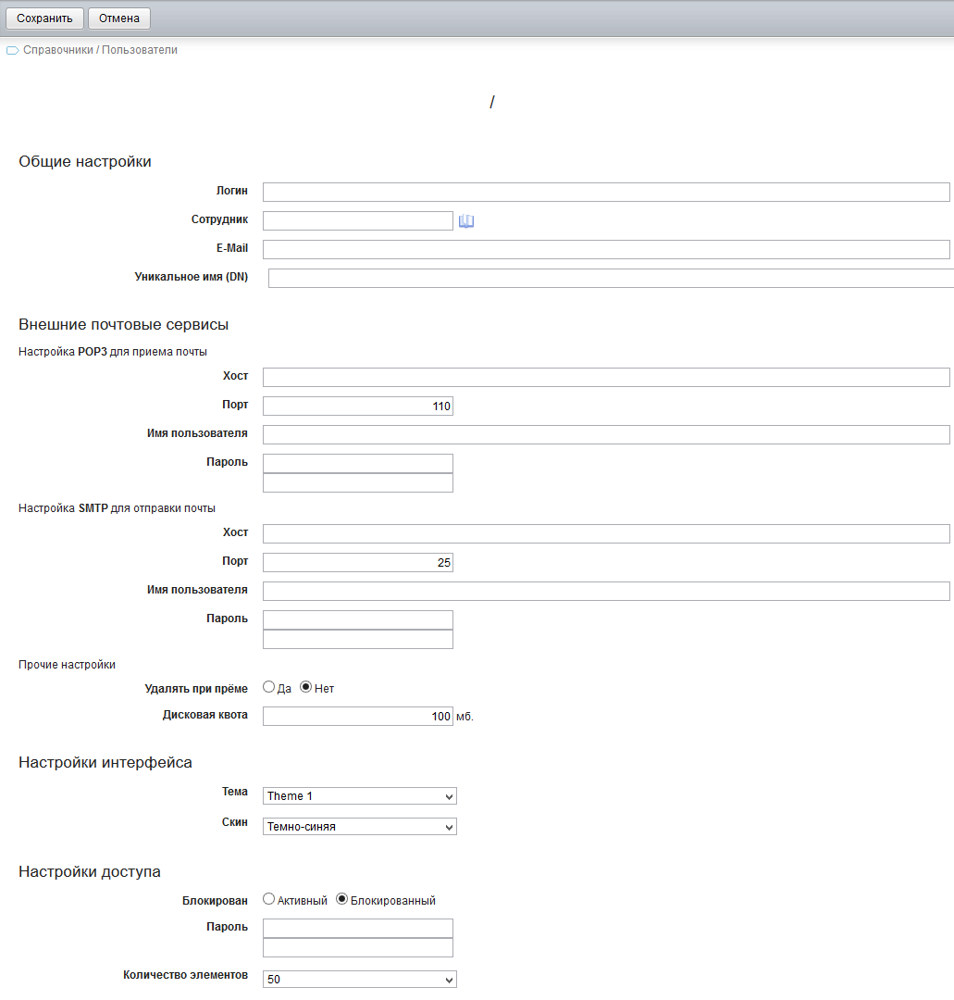 Сохранить Отмена
Справочники / Пользователи
/
Общие настройки
Логин
Сотрудник
E-Mail
Уникальное имя (DN)
Внешние почтовые сервисы
Настройка POP3 для приема почты
Хост
Порт 110
Имя пользователя
Пароль
Настройка SMTP для отправки почты
Хост
Порт 25
Имя пользователя
Пароль
Прочие настройки
Удалять при прёме Да Нет
Дисковая квота 100 мб.
Настройки интерфейса
Тема Theme 1
Скин Темно-синяя
Настройки доступа
Блокирован Активный Блокированный
Пароль
Количество элементов 50